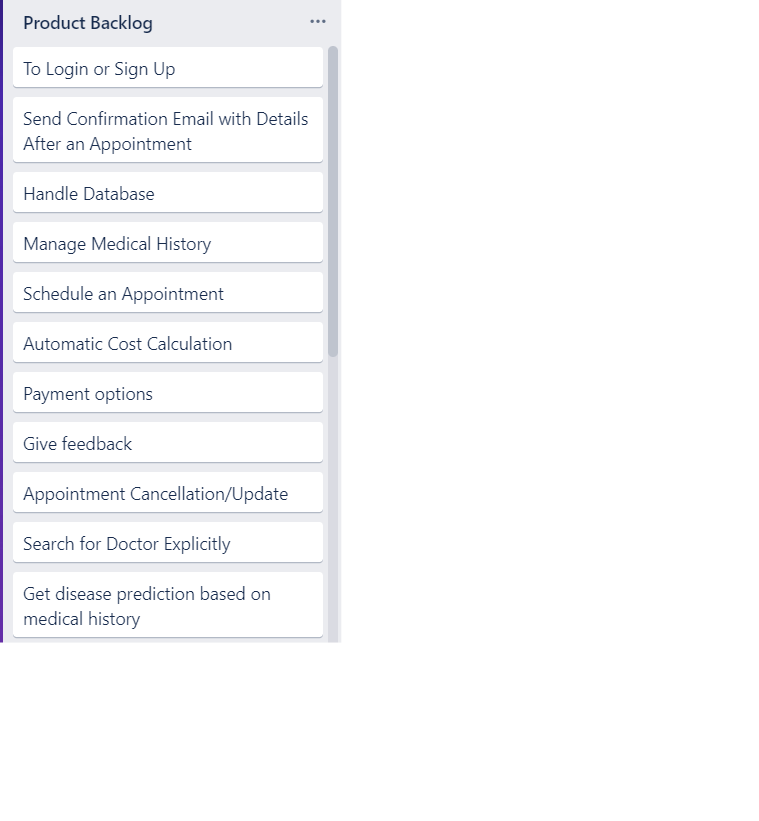 Product Backlog
To Login or Sign Up
Send Confirmation Email with Details
After an Appointment
Handle Database
Manage Medical History
Schedule an Appointment
Automatic Cost Calculation
Payment options
Give feedback
Appointment Cancellation/Update
Search for Doctor Explicitly
Get disease prediction based on
medical history